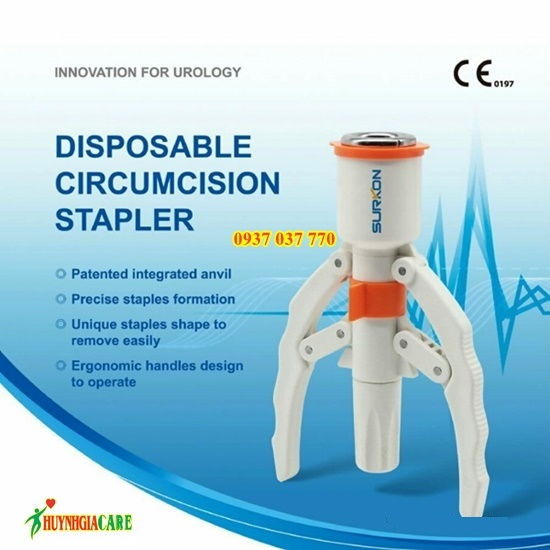 INNOVATION FOR UROLOGY
CE 0197
DISPOSABLE
CIRCUMCISION
STAPLER
0937 037 770
SURKON
Patented integrated anvil
Precise staples formation
Unique staples shape to
remove easily
Ergonomic handles design
to operate
HUYNHGIACARE